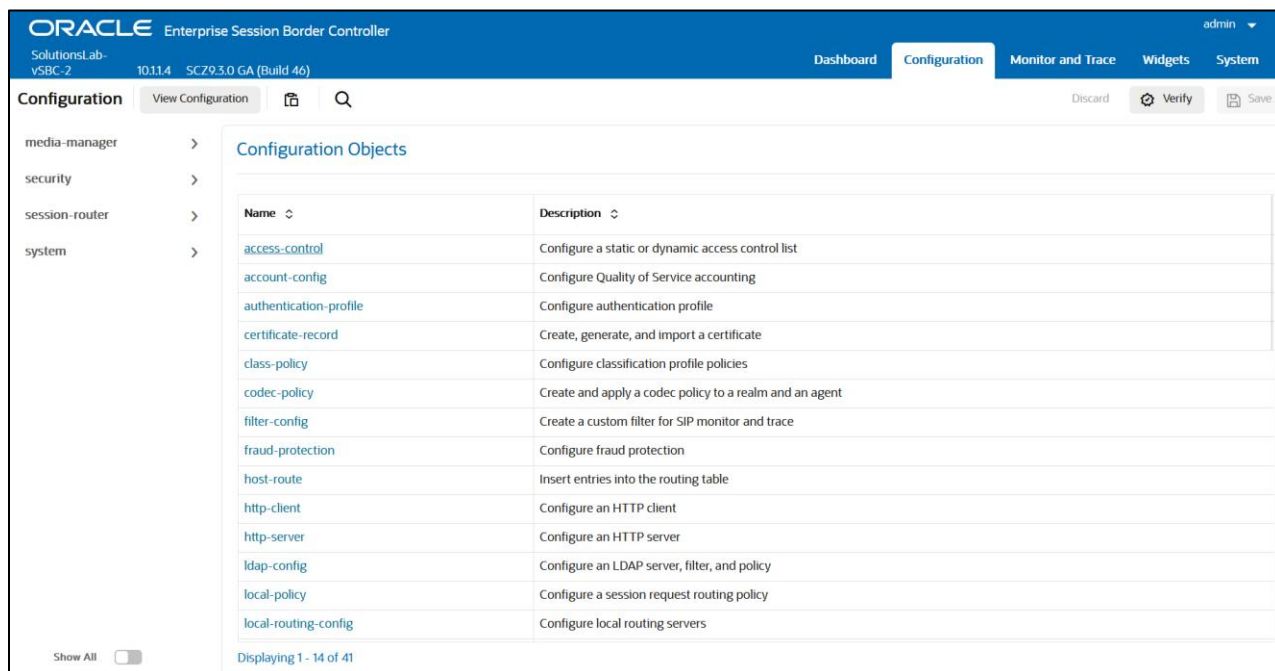 ORACLE Enterprise Session Border Controller
admin
SolutionsLab-
vSBC-2 10.1.1.4 SCZ9.3.0 GA (Build 46)
Dashboard Configuration Monitor and Trace Widgets System
Configuration View Configuration Discard Verify Save
media-manager
security
session-router
system
Configuration Objects
Name Description
access-control Configure a static or dynamic access control list
account-config Configure Quality of Service accounting
authentication-profile Configure authentication profile
certificate-record Create, generate, and import a certificate
class-policy Configure classification profile policies
codec-policy Create and apply a codec policy to a realm and an agent
filter-config Create a custom filter for SIP monitor and trace
fraud-protection Configure fraud protection
host-route Insert entries into the routing table
http-client Configure an HTTP client
http-server Configure an HTTP server
ldap-config Configure an LDAP server, filter, and policy
local-policy Configure a session request routing policy
local-routing-config Configure local routing servers
Show All
Displaying 1 - 14 of 41